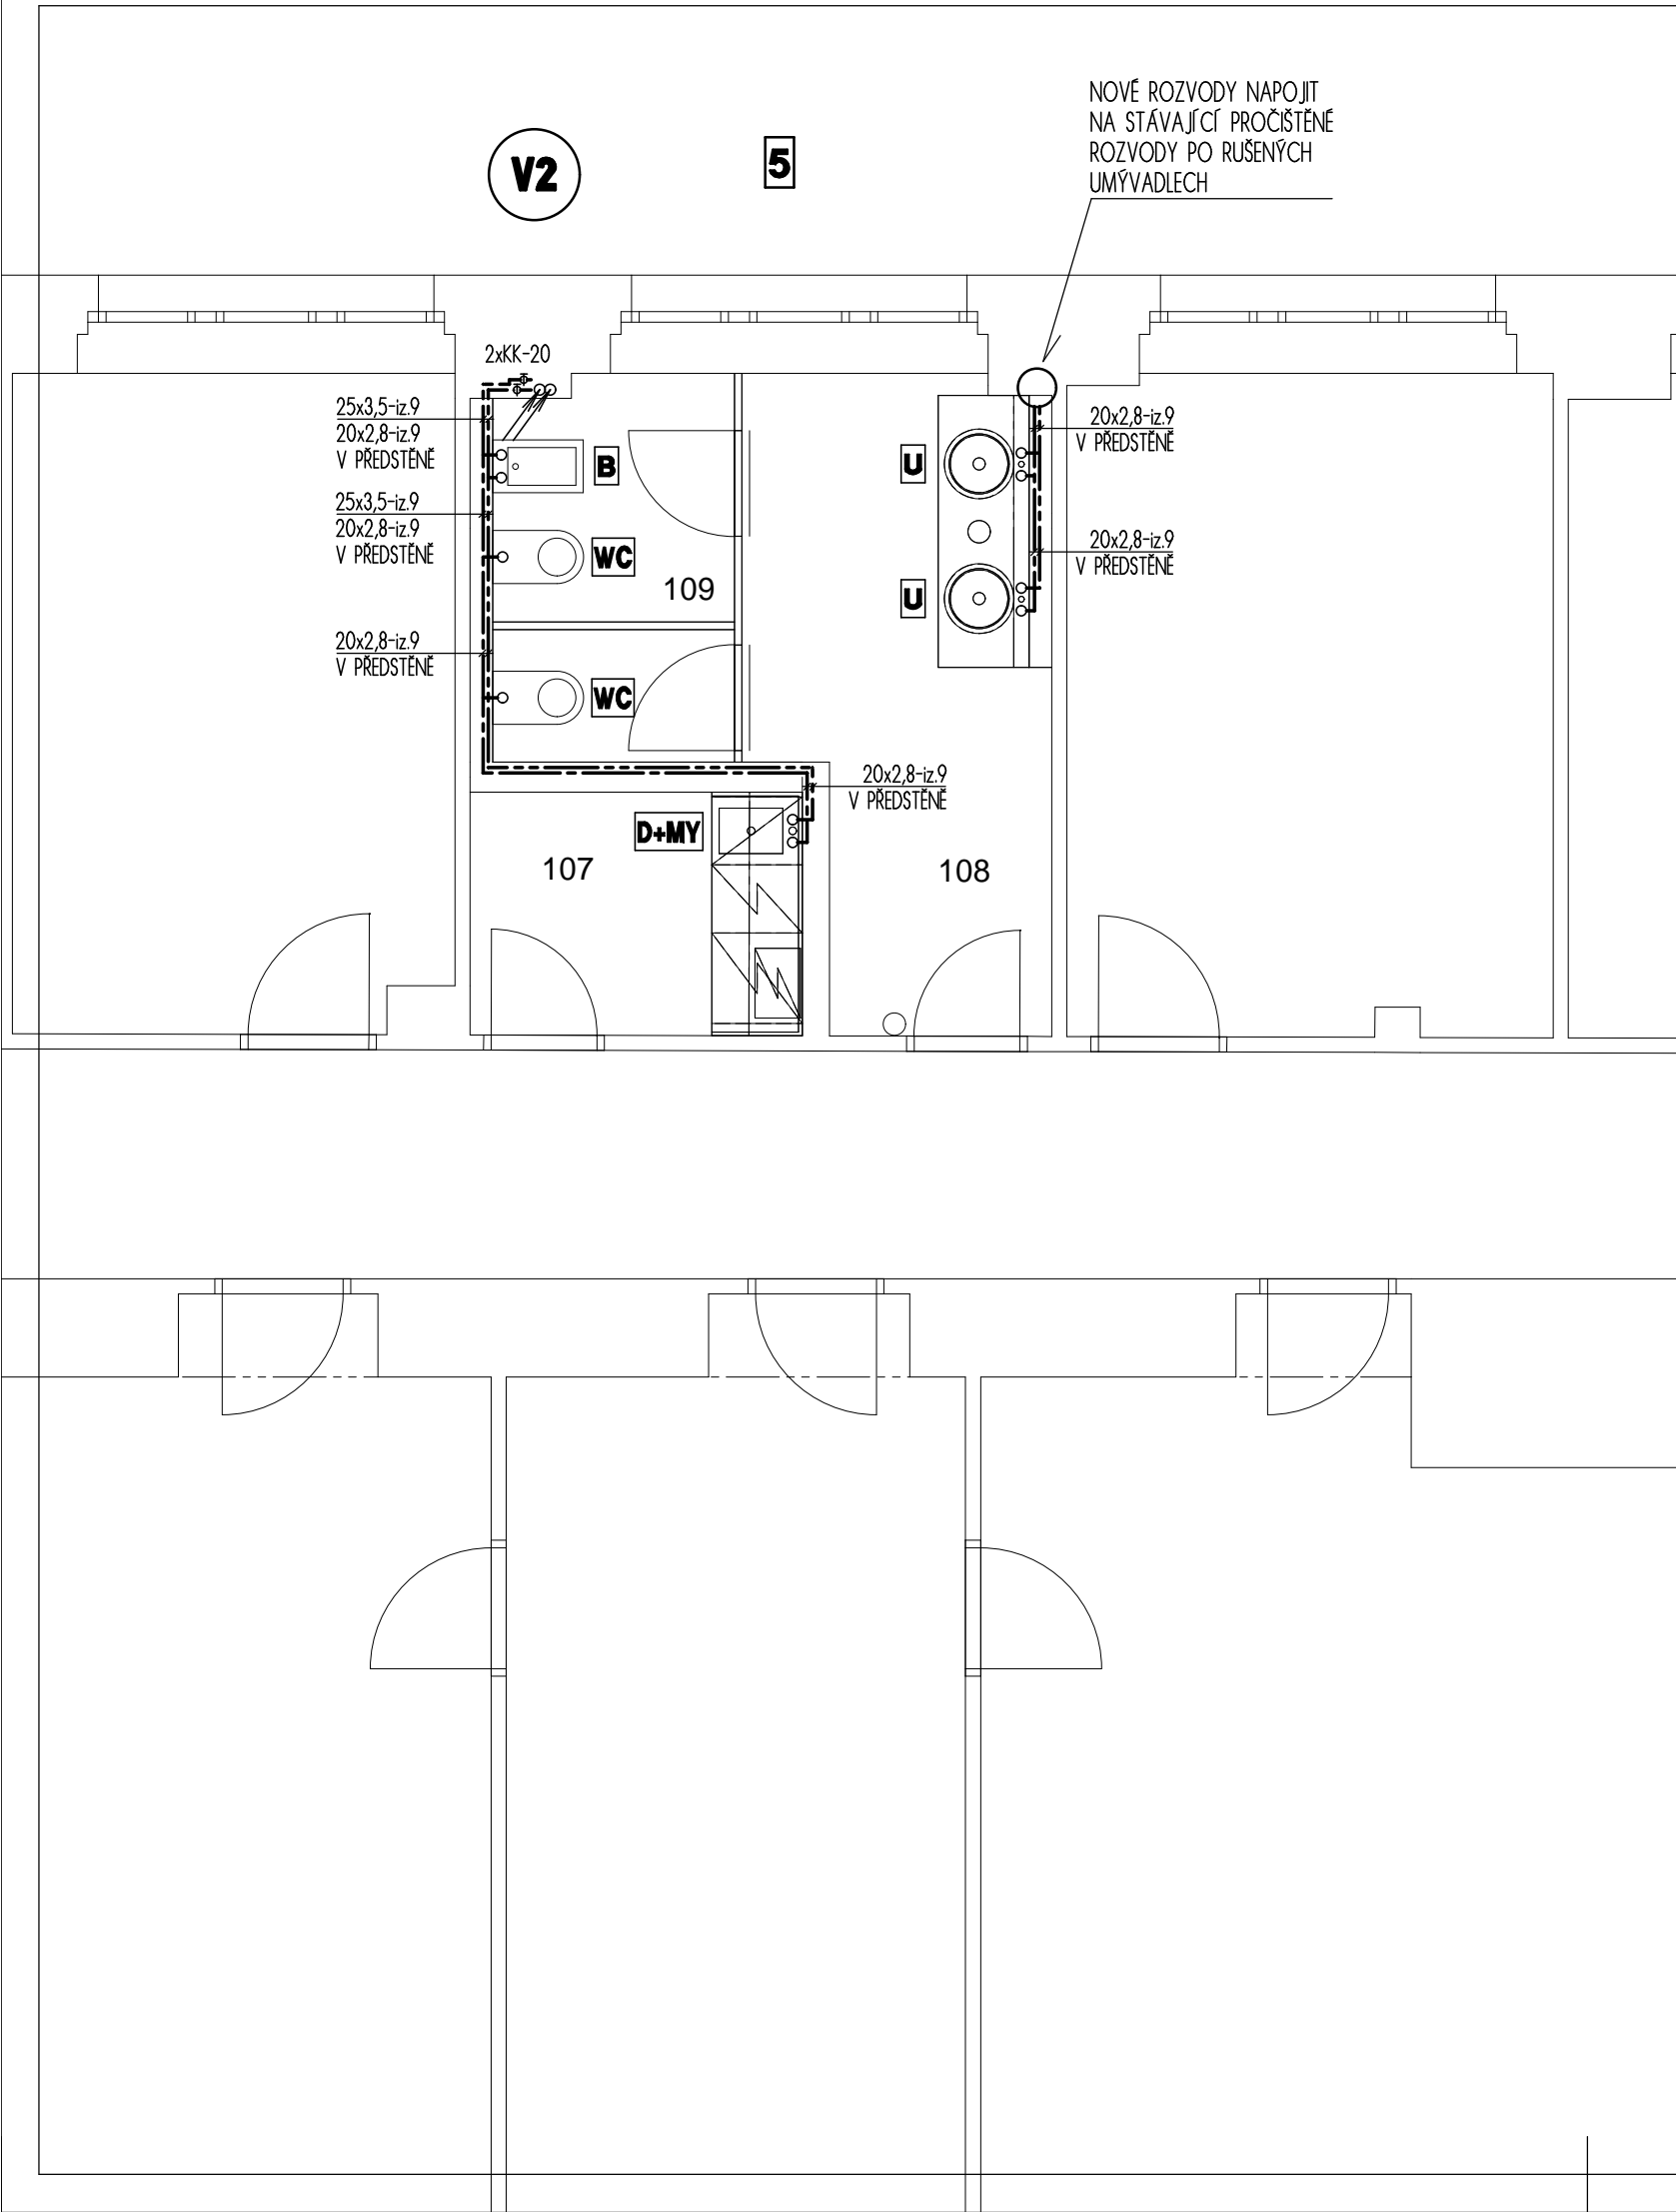 NOVÉ ROZVODY NAPOJIT
NA STÁVAJÍCÍ PROČIŠTĚNÉ
ROZVODY PO RUŠENÝCH
UMÝVADLECH
V2
5
2xKK-20
25x3,5-iz.9
20x2,8-iz.9
V PŘEDSTĚNĚ
B
U
20x2,8-iz.9
V PŘEDSTĚNĚ
25x3,5-iz.9
20x2,8-iz.9
V PŘEDSTĚNĚ
WC
109
U
20x2,8-iz.9
V PŘEDSTĚNĚ
20x2,8-iz.9
V PŘEDSTĚNĚ
WC
20x2,8-iz.9
V PŘEDSTĚNĚ
D+MY
107
108